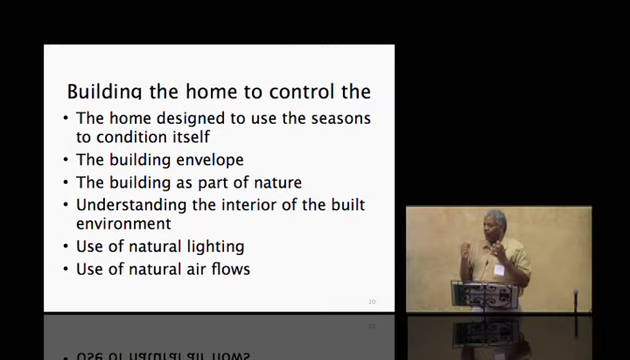 Building the home to control the
• The home designed to use the seasons
to condition itself
• The building envelope
• The building as part of nature
• Understanding the interior of the built
environment
• Use of natural lighting
• Use of natural air flows
10